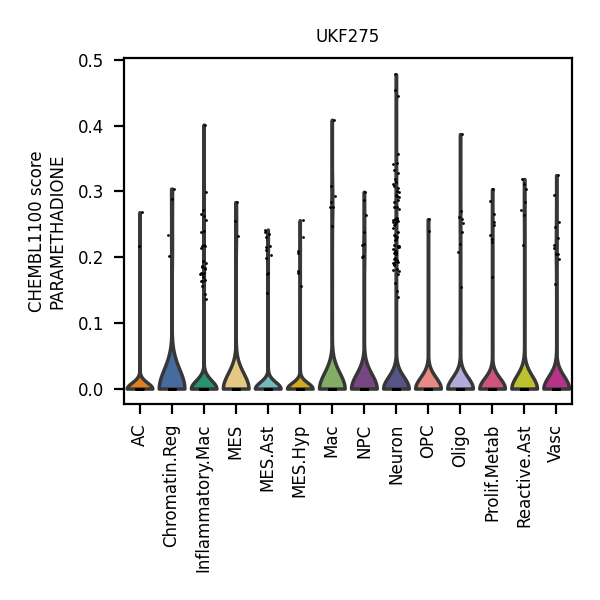 UKF275
CHEMBL1100 score
PARAMETHADIONE
0.5
0.4
0.3
0.2
0.1
0.0
AC
Chromatin.Reg
Inflammatory.Mac
MES
MES.Ast
MES.Hyp
Mac
NPC
Neuron
OPC
Oligo
Prolif.Metab
Reactive.Ast
Vasc